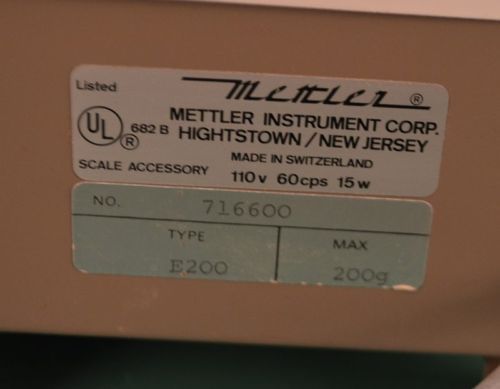 Listed
Mettler ®
UL ®
682 B
METTLER INSTRUMENT CORP.
HIGHTSTOWN / NEW JERSEY
SCALE ACCESSORY
MADE IN SWITZERLAND
110v 60cps 15w
NO. 716600
TYPE MAX
E200 200g